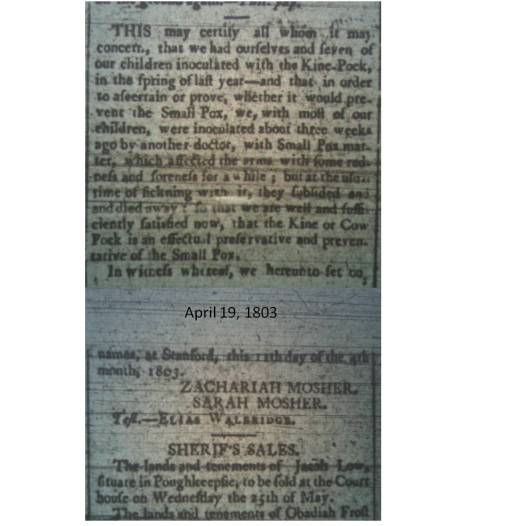 THIS may certify all whom it may
concern, that we had ourselves and ſeven of
our children inoculated with the Kine-Pock,
in the ſpring of laſt year—and that in order
to aſcertain or prove, whether it would pre-
vent the Small Pox, we, with moſt of our
children, were inoculated about three weeks
ago by another doctor, with Small Pox mat-
ter, which affected the arms with ſome red-
neſs and ſoreneſs for a while ; but at the uſual
time of ſickning with it, they ſubſided and
and died away : ſo that we are well and ſuffi-
ciently ſatisfied now, that the Kine or Cow
Pock is an effectual preſervative and preven-
tative of the Small Pox.
In witneſs whereof, we hereunto ſet our
April 19, 1803
names, at Stanford, this 12th day of the 4th
month, 1803.
ZACHARIAH MOSHER.
SARAH MOSHER.
Teſt.—ELIAS WALBRIDGE.
SHERIF'S SALES.
The lands and tenements of Jacob Low,
ſituate in Poughkeepſie, to be ſold at the Court
houſe on Wedneſday the 25th of May.
The lands and tenements of Obadiah Froſt